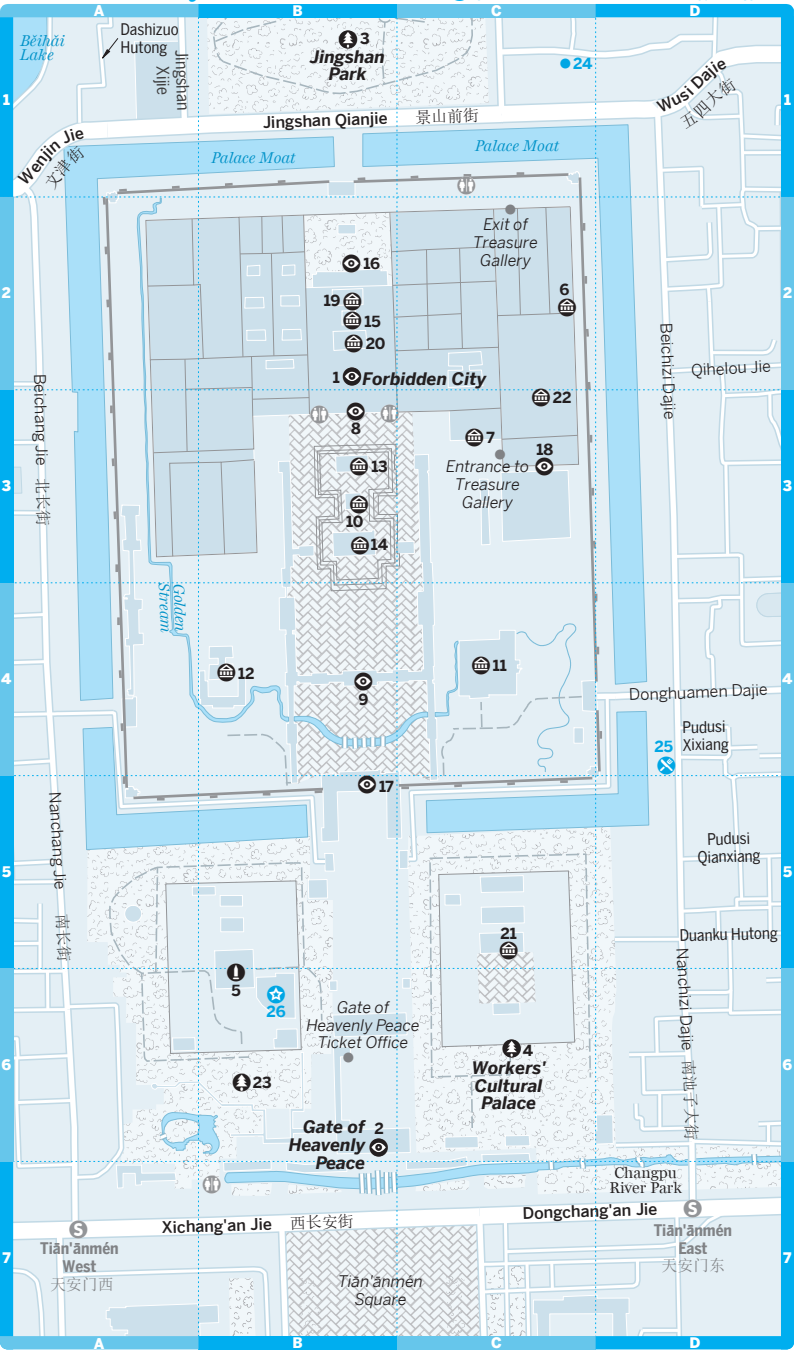 A
B
C
D
Běihǎi
Lake
Dashizuo
Hutong
Jingshan
Xijie
3
Jingshan
Park
24
1
1
Wusi Dajie
五四大街
Jingshan Qianjie 景山前街
Wenjin Jie
文津街
Palace Moat
Palace Moat
Exit of
Treasure
Gallery
16
2
2
6
19
15
20
Beichizi Dajie
Qihelou Jie
1
Forbidden City
22
Beichang Jie 北长街
8
7
18
13
Entrance to
Treasure
Gallery
3
3
10
14
Golden
Stream
12
11
4
4
9
Donghuamen Dajie
Pudusi
Xixiang
25
17
Nanchang Jie
南长街
Pudusi
Qianxiang
5
5
21
Duanku Hutong
Nanchizi Dajie 南池子大街
5
26
Gate of
Heavenly Peace
Ticket Office
4
Workers'
Cultural
Palace
6
6
23
2
Gate of
Heavenly
Peace
Changpu
River Park
S
S
Xichang'an Jie 西长安街
Dongchang'an Jie
Tiān'ānmén
West
天安门西
Tiān'ānmén
East
天安门东
7
7
Tiān'ānmén
Square
A
B
C
D